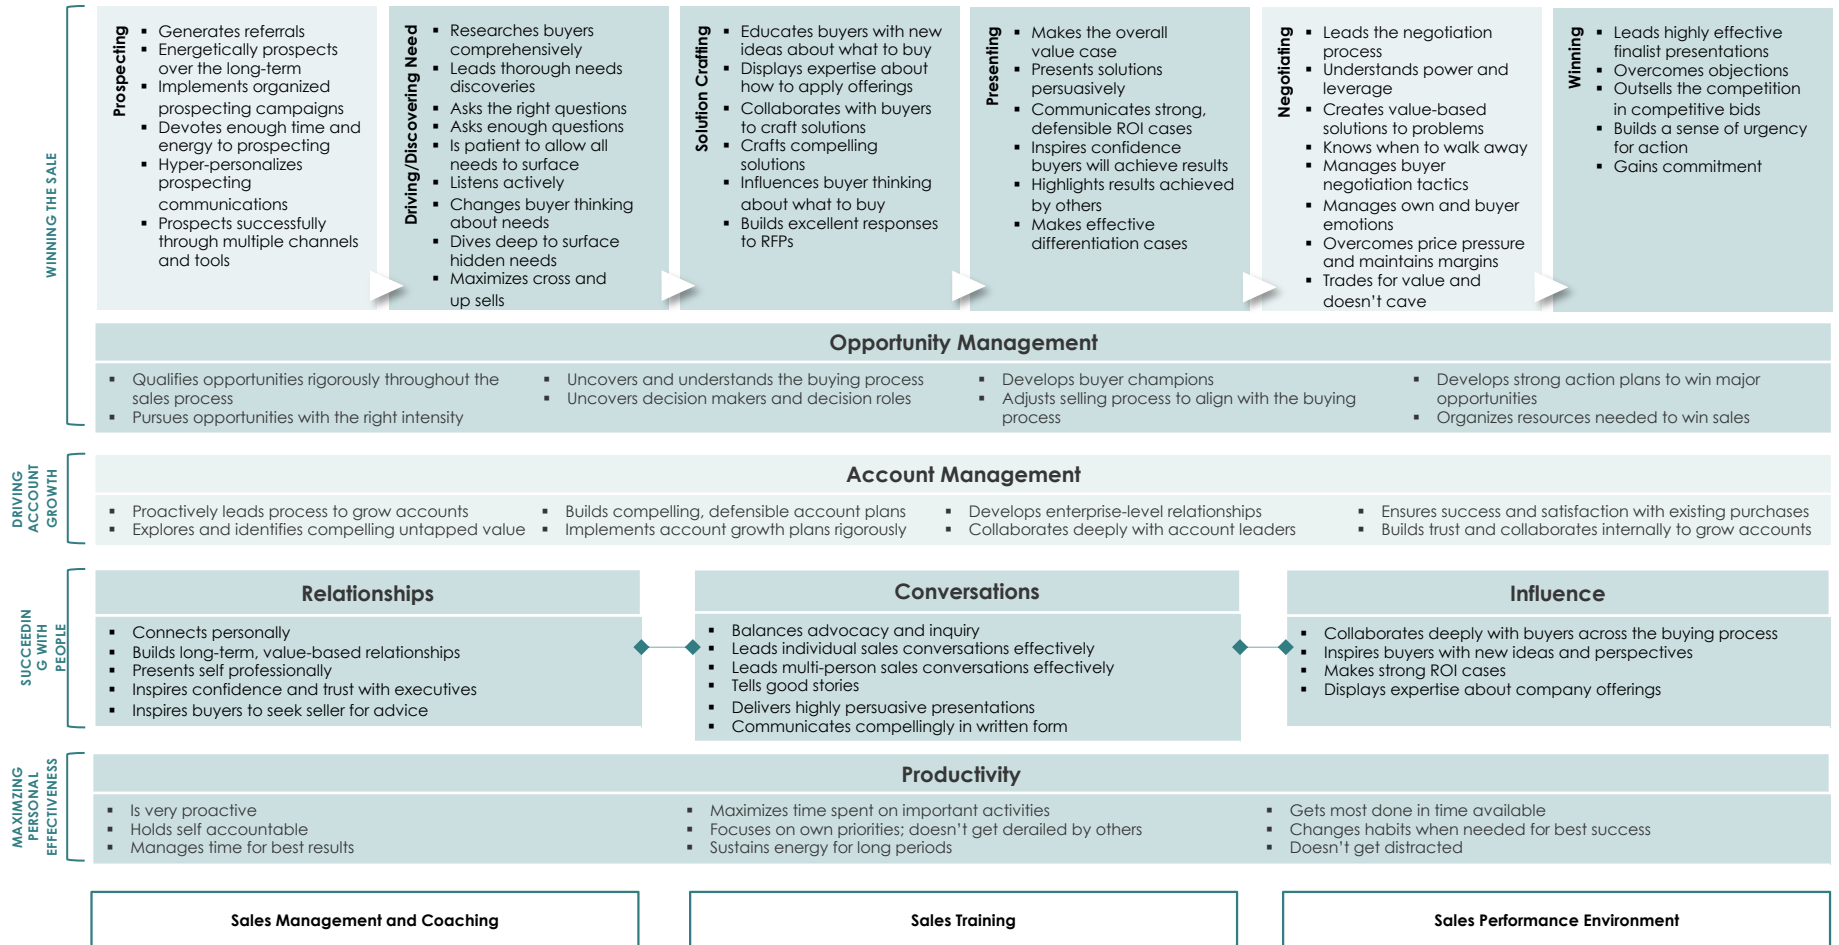 WINNING THE SALE
Prospecting
▪ Generates referrals
▪ Energetically prospects
over the long-term
▪ Implements organized
prospecting campaigns
▪ Devotes enough time and
energy to prospecting
▪ Hyper-personalizes
prospecting
communications
▪ Prospects successfully
through multiple channels
and tools
Driving/Discovering Need
▪ Researches buyers
comprehensively
▪ Leads thorough needs
discoveries
▪ Asks the right questions
▪ Asks enough questions
▪ Is patient to allow all
needs to surface
▪ Listens actively
▪ Changes buyer thinking
about needs
▪ Dives deep to surface
hidden needs
▪ Maximizes cross and
up sells
Solution Crafting
▪ Educates buyers with new
ideas about what to buy
▪ Displays expertise about
how to apply offerings
▪ Collaborates with buyers
to craft solutions
▪ Crafts compelling
solutions
▪ Influences buyer thinking
about what to buy
▪ Builds excellent responses
to RFPs
Presenting
▪ Makes the overall
value case
▪ Presents solutions
persuasively
▪ Communicates strong,
defensible ROI cases
▪ Inspires confidence
buyers will achieve results
▪ Highlights results achieved
by others
▪ Makes effective
differentiation cases
Negotiating
▪ Leads the negotiation
process
▪ Understands power and
leverage
▪ Creates value-based
solutions to problems
▪ Knows when to walk away
▪ Manages buyer
negotiation tactics
▪ Manages own and buyer
emotions
▪ Overcomes price pressure
and maintains margins
▪ Trades for value and
doesn't cave
Winning
▪ Leads highly effective
finalist presentations
▪ Overcomes objections
▪ Outsells the competition
in competitive bids
▪ Builds a sense of urgency
for action
▪ Gains commitment
Opportunity Management
▪ Qualifies opportunities rigorously throughout the
sales process
▪ Pursues opportunities with the right intensity
▪ Uncovers and understands the buying process
▪ Uncovers decision makers and decision roles
▪ Develops buyer champions
▪ Adjusts selling process to align with the buying
process
▪ Develops strong action plans to win major
opportunities
▪ Organizes resources needed to win sales
DRIVING
ACCOUNT
GROWTH
Account Management
▪ Proactively leads process to grow accounts
▪ Explores and identifies compelling untapped value
▪ Builds compelling, defensible account plans
▪ Implements account growth plans rigorously
▪ Develops enterprise-level relationships
▪ Collaborates deeply with account leaders
▪ Ensures success and satisfaction with existing purchases
▪ Builds trust and collaborates internally to grow accounts
SUCCEEDIN
G WITH
PEOPLE
Relationships
▪ Connects personally
▪ Builds long-term, value-based relationships
▪ Presents self professionally
▪ Inspires confidence and trust with executives
▪ Inspires buyers to seek seller for advice
Conversations
▪ Balances advocacy and inquiry
▪ Leads individual sales conversations effectively
▪ Leads multi-person sales conversations effectively
▪ Tells good stories
▪ Delivers highly persuasive presentations
▪ Communicates compellingly in written form
Influence
▪ Collaborates deeply with buyers across the buying process
▪ Inspires buyers with new ideas and perspectives
▪ Makes strong ROI cases
▪ Displays expertise about company offerings
MAXIMZING
PERSONAL
EFFECTIVENESS
Productivity
▪ Is very proactive
▪ Holds self accountable
▪ Manages time for best results
▪ Maximizes time spent on important activities
▪ Focuses on own priorities; doesn't get derailed by others
▪ Sustains energy for long periods
▪ Gets most done in time available
▪ Changes habits when needed for best success
▪ Doesn't get distracted
Sales Management and Coaching
Sales Training
Sales Performance Environment